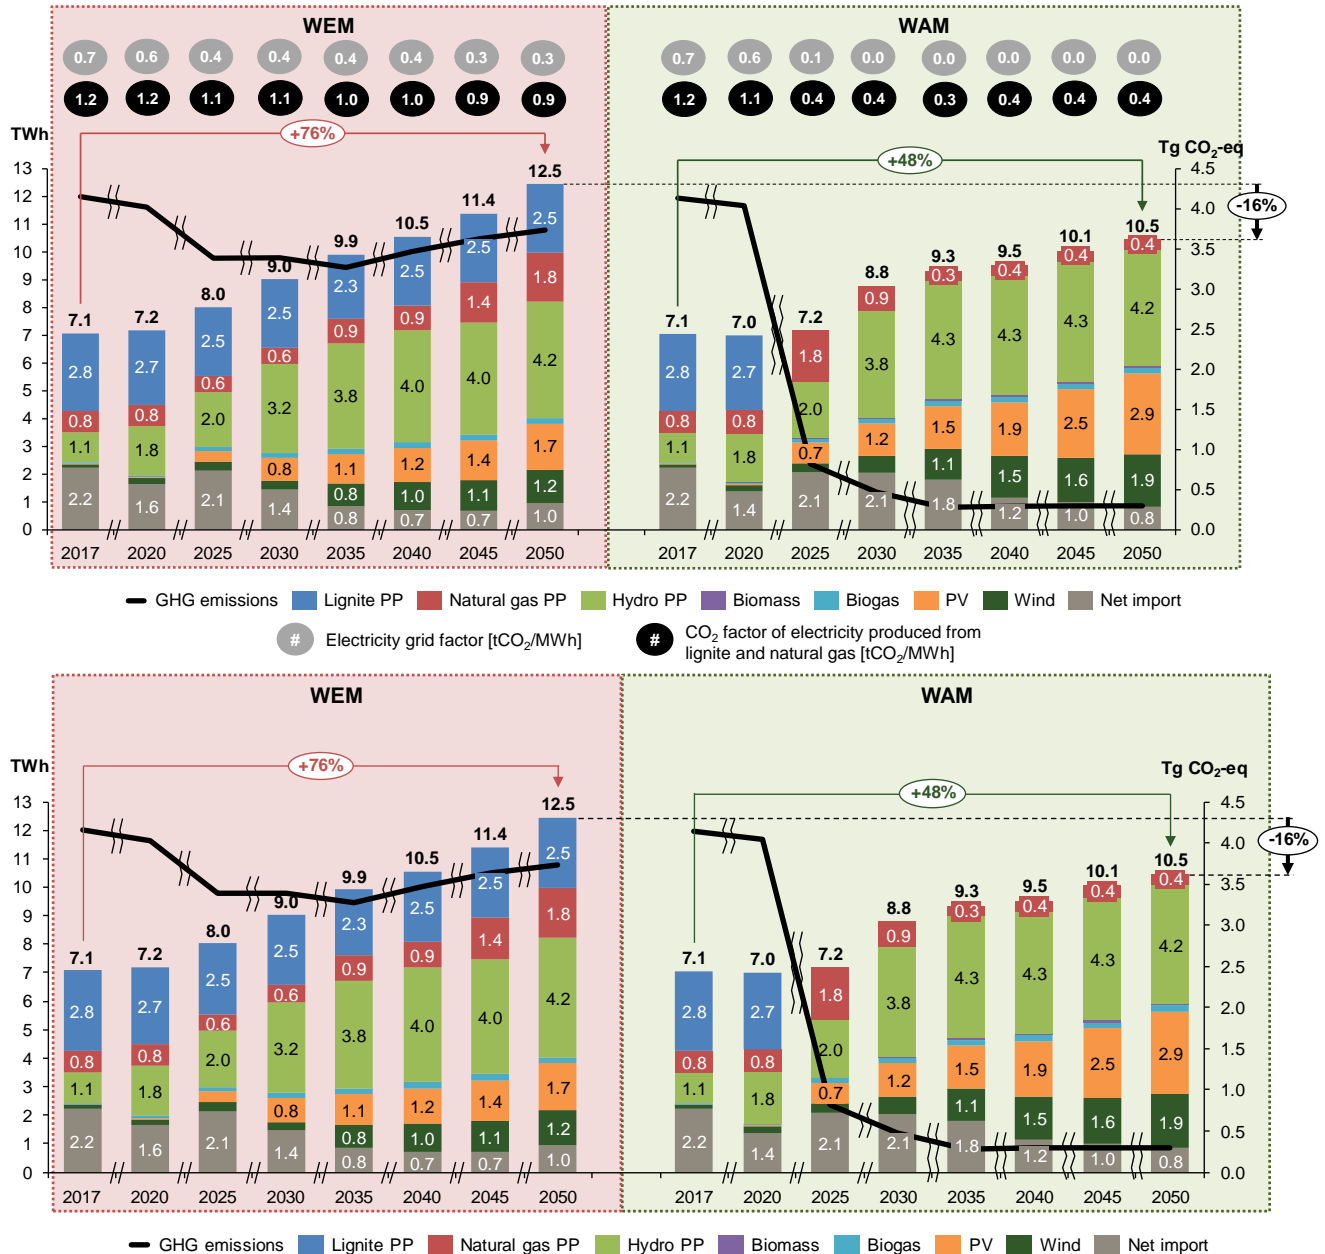 WEM WAM
0.7 0.6 0.4 0.4 0.4 0.4 0.3 0.3 0.7 0.6 0.1 0.0 0.0 0.0 0.0 0.0
1.2 1.2 1.1 1.1 1.0 1.0 0.9 0.9 1.2 1.1 0.4 0.4 0.3 0.4 0.4 0.4
TWh +76% +48% Tg CO2-eq
13 12 11 10 9 8 7 6 5 4 3 2 1 0
7.1 7.2 8.0 9.0 9.9 10.5 11.4 12.5
2.8 2.7 2.5 2.5 2.3 2.5 2.5 2.5
0.8 0.8 0.6 0.6 0.9 0.9 1.4 1.8
1.1 1.8 2.0 3.2 3.8 4.0 4.0 4.2
0.8 1.1 1.2 1.4 1.7
0.8 1.0 1.1 1.2
2.2 1.6 2.1 1.4 0.8 0.7 0.7 1.0
2017 2020 2025 2030 2035 2040 2045 2050
7.1 7.0 7.2 8.8 9.3 9.5 10.1 10.5
2.8 2.7
0.8 0.8 1.8 0.9 0.3 0.4 0.4 0.4
1.1 1.8 2.0 3.8 4.3 4.3 4.3 4.2
0.7 1.2 1.5 1.9 2.5 2.9
1.1 1.5 1.6 1.9
2.2 1.4 2.1 2.1 1.8 1.2 1.0 0.8
2017 2020 2025 2030 2035 2040 2045 2050
4.5 4.0 3.5 3.0 2.5 2.0 1.5 1.0 0.5 0.0
-16%
GHG emissions Lignite PP Natural gas PP Hydro PP Biomass Biogas PV Wind Net import
# Electricity grid factor [tCO2/MWh]
# CO2 factor of electricity produced from
lignite and natural gas [tCO2/MWh]
WEM WAM
TWh +76% +48% Tg CO2-eq
13 12 11 10 9 8 7 6 5 4 3 2 1 0
7.1 7.2 8.0 9.0 9.9 10.5 11.4 12.5
2.8 2.7 2.5 2.5 2.3 2.5 2.5 2.5
0.8 0.8 0.6 0.6 0.9 0.9 1.4 1.8
1.1 1.8 2.0 3.2 3.8 4.0 4.0 4.2
0.8 1.1 1.2 1.4 1.7
0.8 1.0 1.1 1.2
2.2 1.6 2.1 1.4 0.8 0.7 0.7 1.0
2017 2020 2025 2030 2035 2040 2045 2050
7.1 7.0 7.2 8.8 9.3 9.5 10.1 10.5
2.8 2.7
0.8 0.8 1.8 0.9 0.3 0.4 0.4 0.4
1.1 1.8 2.0 3.8 4.3 4.3 4.3 4.2
0.7 1.2 1.5 1.9 2.5 2.9
1.1 1.5 1.6 1.9
2.2 1.4 2.1 2.1 1.8 1.2 1.0 0.8
2017 2020 2025 2030 2035 2040 2045 2050
4.5 4.0 3.5 3.0 2.5 2.0 1.5 1.0 0.5 0.0
-16%
GHG emissions Lignite PP Natural gas PP Hydro PP Biomass Biogas PV Wind Net import